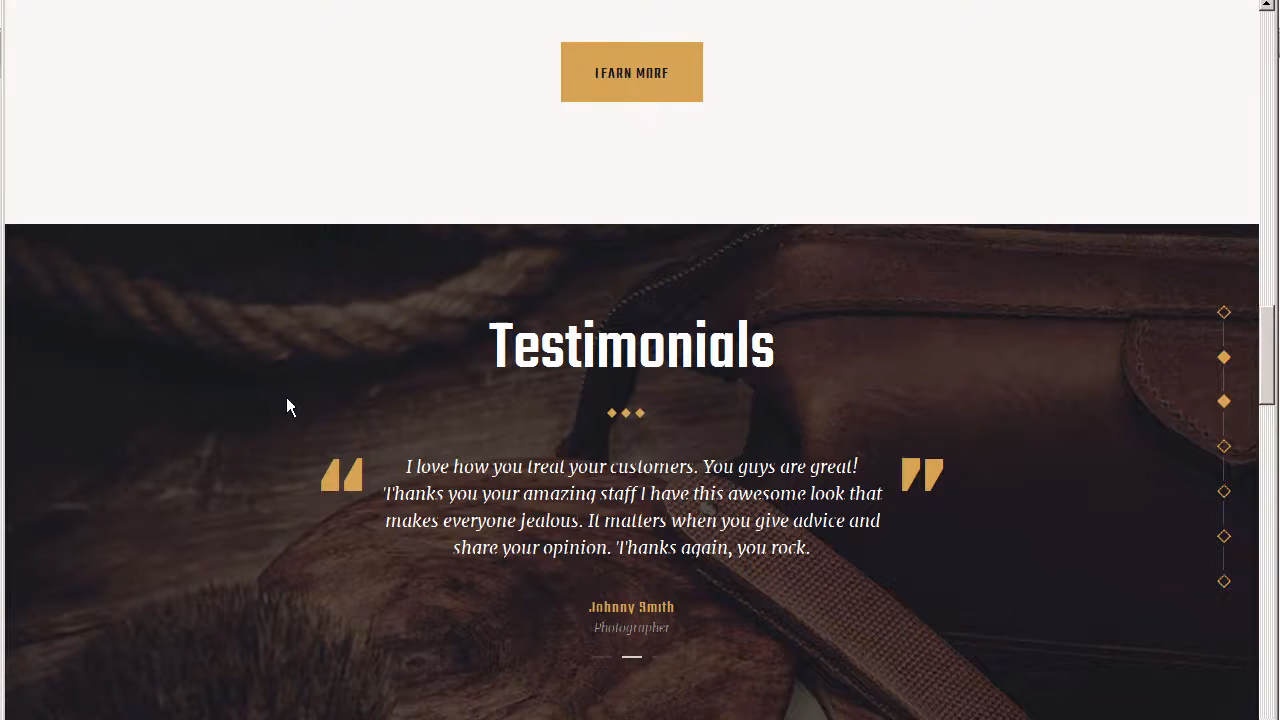 LEARN MORE
Testimonials
I love how you treat your customers. You guys are great!
Thanks you your amazing staff I have this awesome look that
makes everyone jealous. It matters when you give advice and
share your opinion. Thanks again, you rock.
Johnny Smith
Photographer